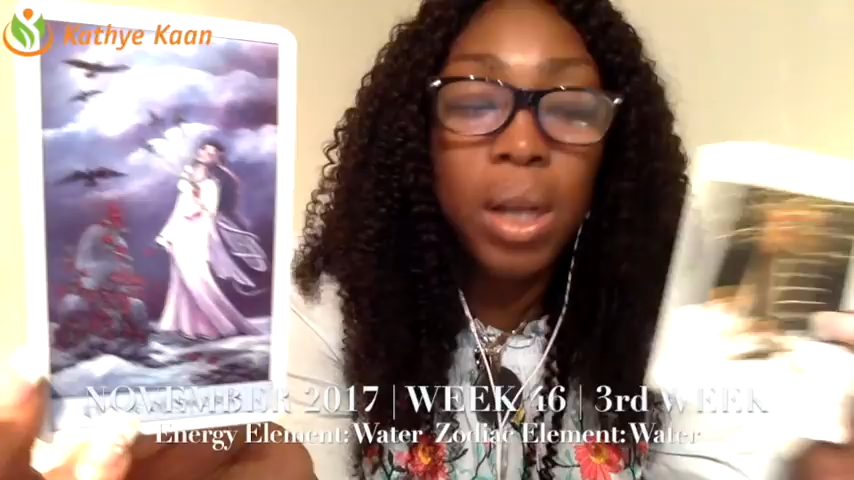 Kathye Kaan
NOVEMBER 2017 | WEEK 46 | 3rd WEEK
Energy Element:Water Zodiac Element:Water